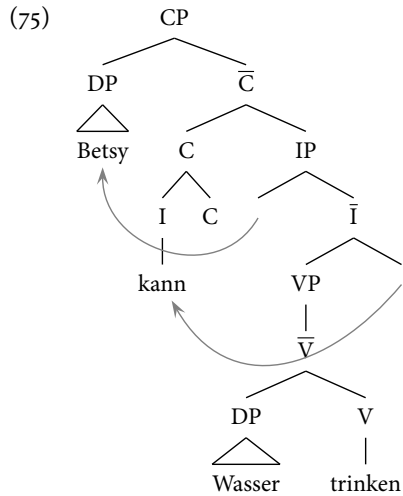 (75) CP
DP C̅
Betsy C IP
I C I̅
kann VP
V̅
DP V
Wasser trinken